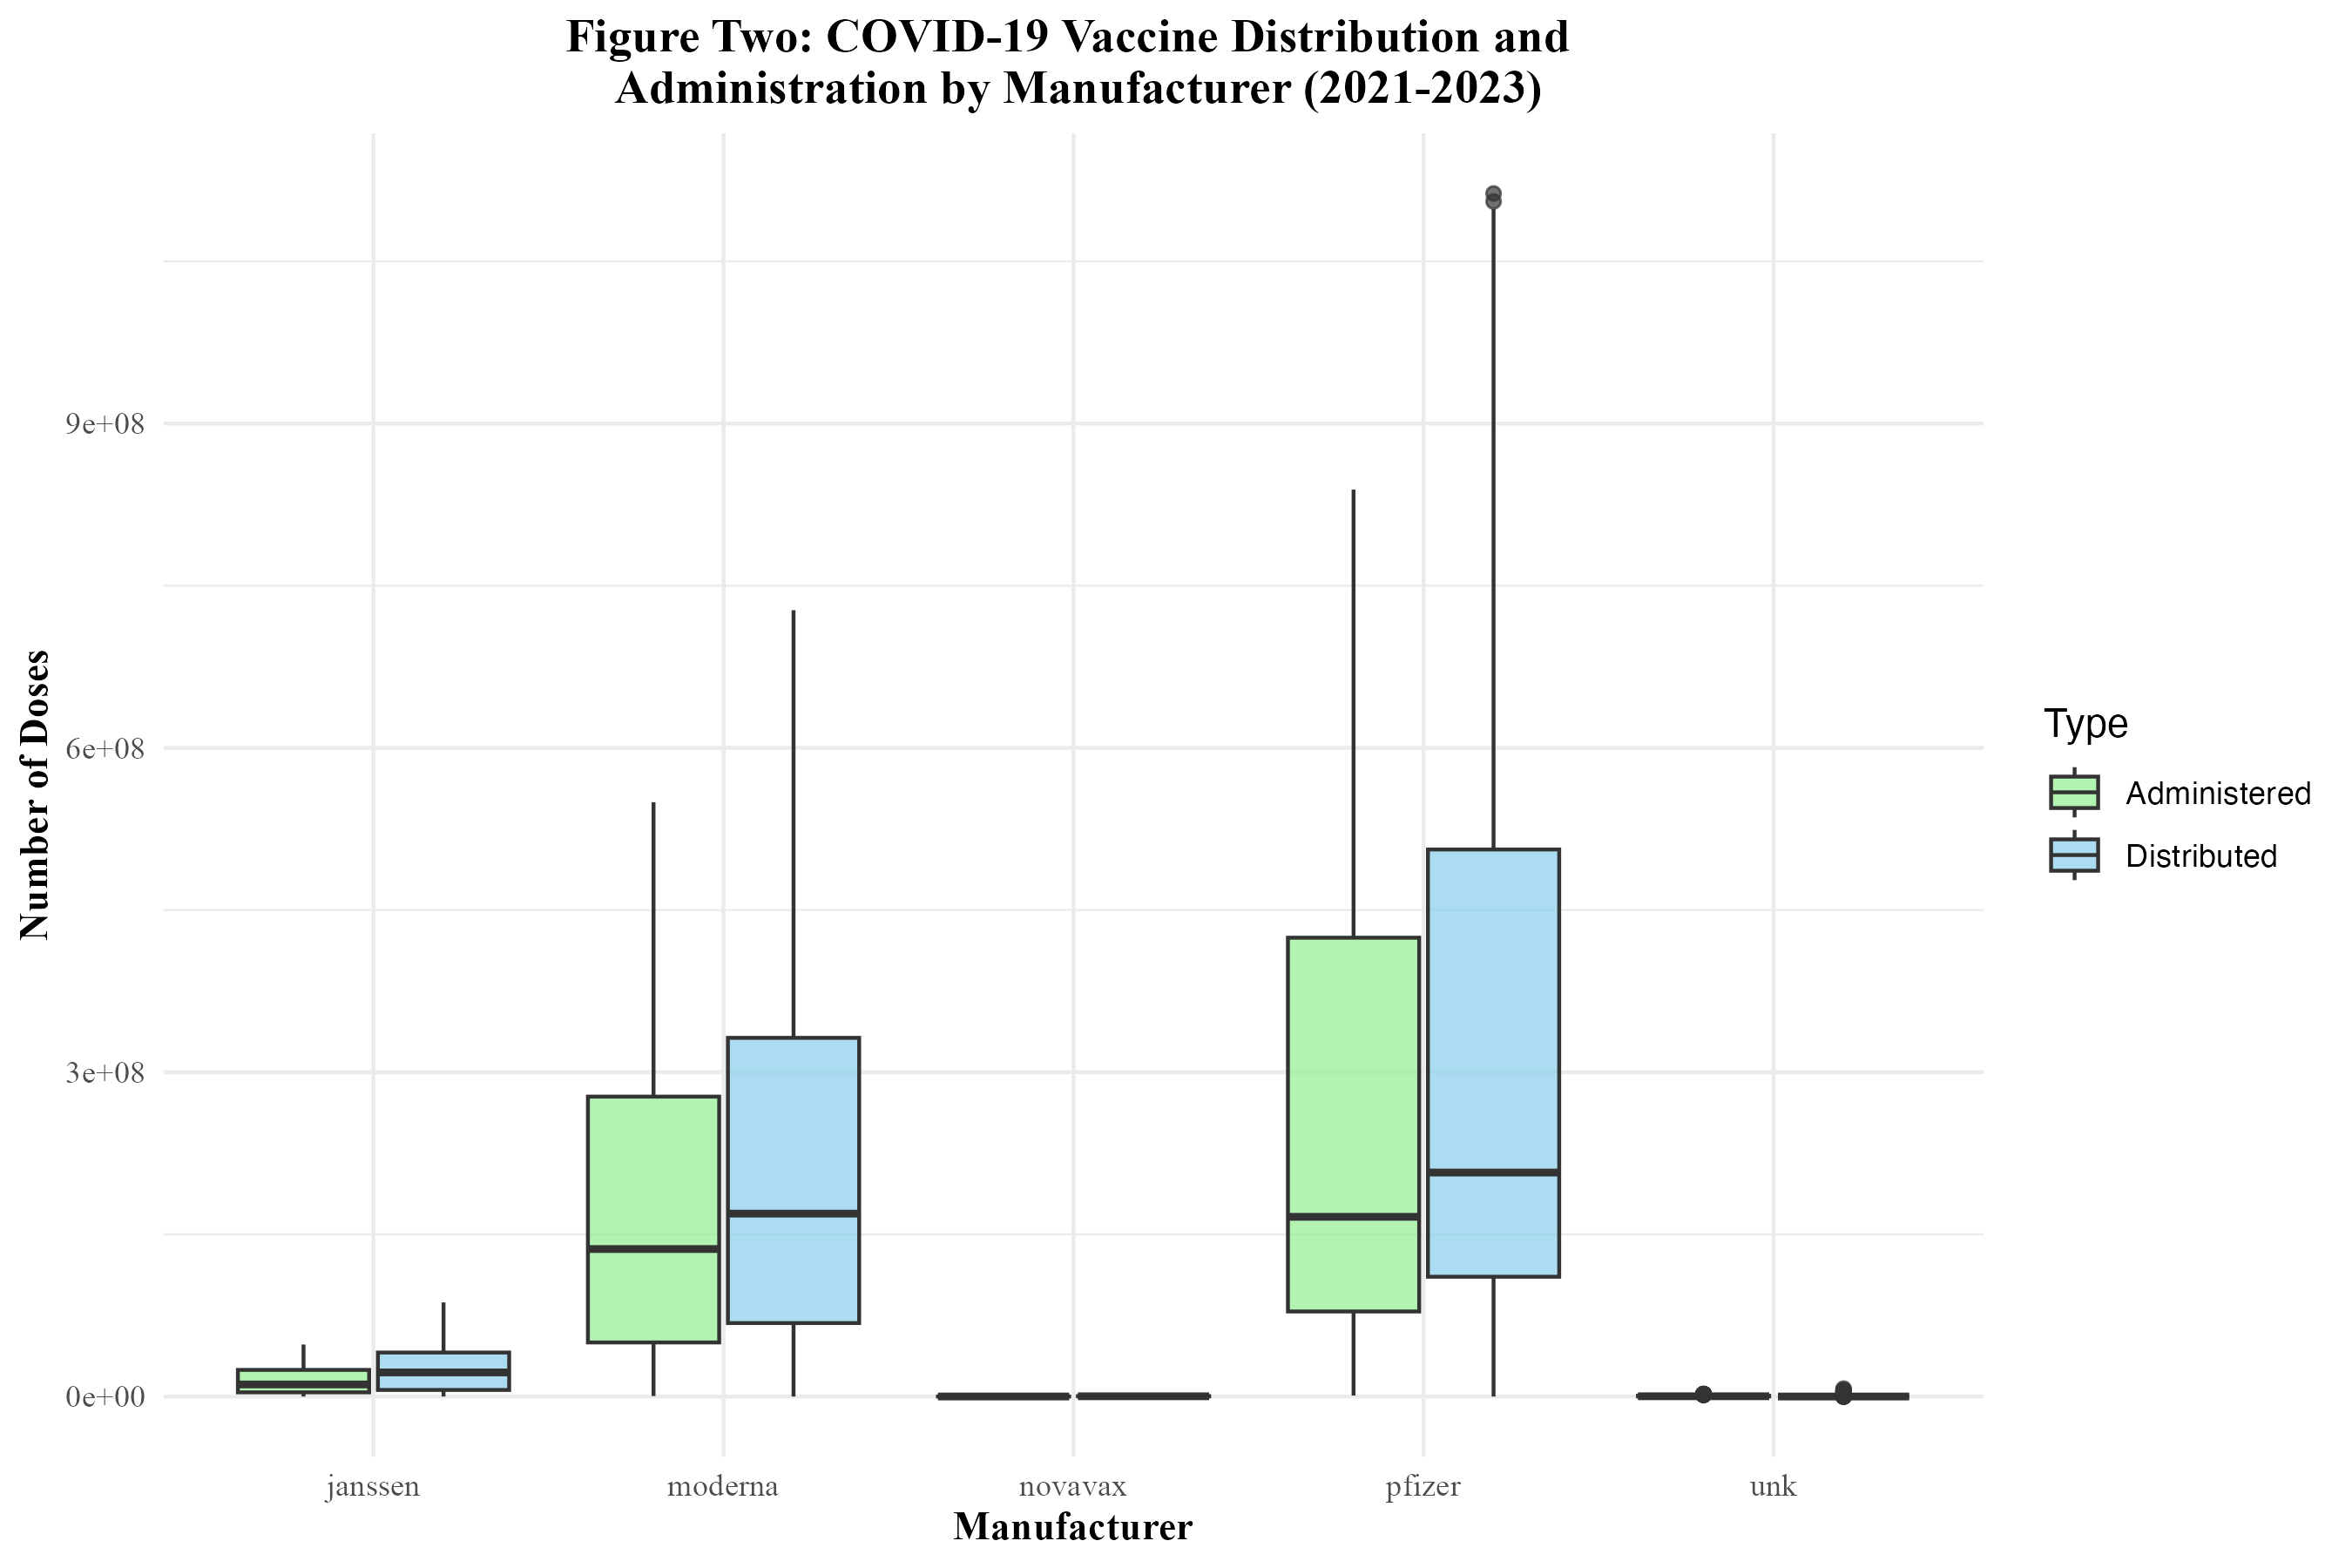 Figure Two: COVID-19 Vaccine Distribution and
Administration by Manufacturer (2021-2023)
Number of Doses
9e+08
6e+08
3e+08
0e+00
janssen
moderna
novavax
pfizer
unk
Manufacturer
Type
Administered
Distributed